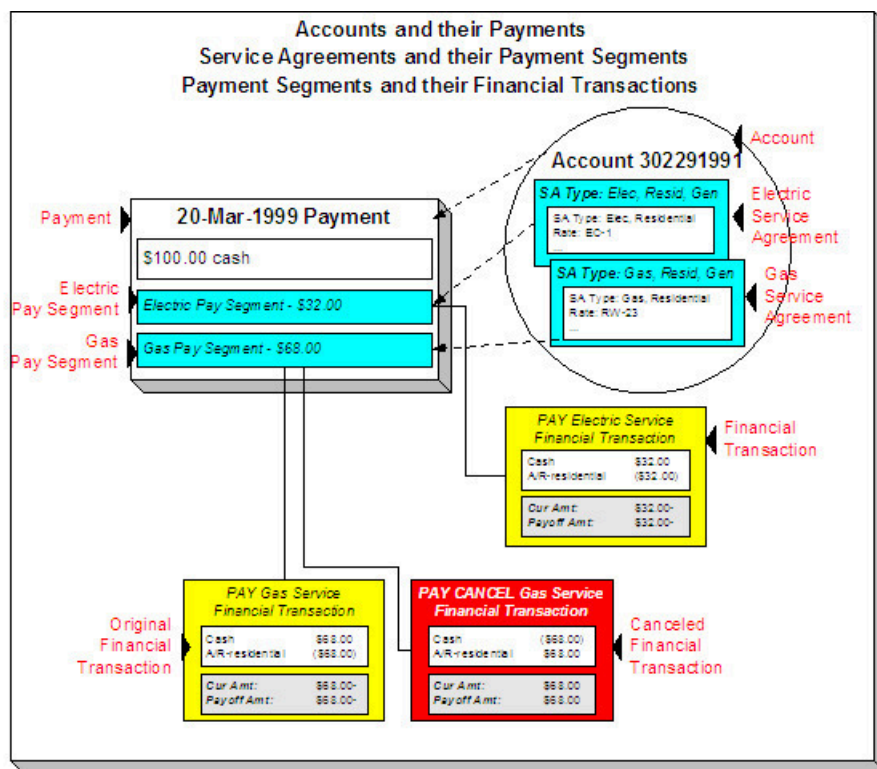 Accounts and their Payments
Service Agreements and their Payment Segments
Payment Segments and their Financial Transactions
Account
Account 302291991
SA Type: Elec, Resid, Gen
SA Type: Elec, Residential
Rate: EC-1
...
Electric
Service
Agreement
SA Type: Gas, Resid, Gen
SA Type: Gas, Residential
Rate: RW-23
...
Gas
Service
Agreement
Payment
20-Mar-1999 Payment
$100.00 cash
Electric
Pay Segment
Electric Pay Segment - $32.00
Gas
Pay Segment
Gas Pay Segment - $68.00
PAY Electric Service
Financial Transaction
Cash $32.00
A/R-residential ($32.00)
Cur Amt: $32.00-
Payoff Amt: $32.00-
Financial
Transaction
Original
Financial
Transaction
PAY Gas Service
Financial Transaction
Cash $68.00
A/R-residential ($68.00)
Cur Amt: $68.00-
Payoff Amt: $68.00-
PAY CANCEL Gas Service
Financial Transaction
Cash ($68.00)
A/R-residential $68.00
Cur Amt: $68.00
Payoff Amt: $68.00
Canceled
Financial
Transaction